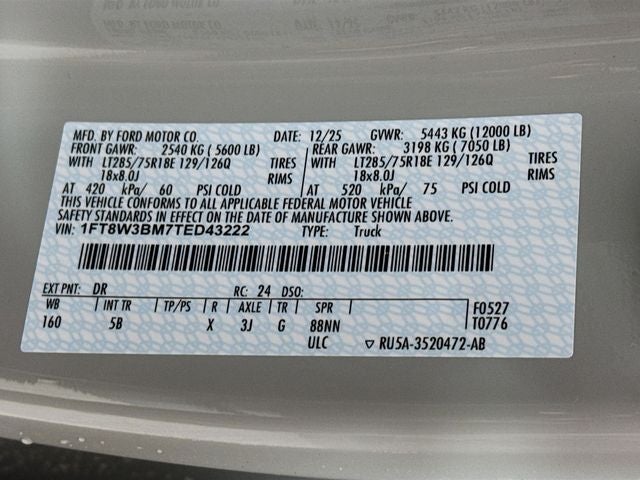 MFD. BY FORD MOTOR CO. DATE: 12/25 GVWR: 5443 KG (12000 LB)
FRONT GAWR: 2540 KG ( 5600 LB) REAR GAWR: 3198 KG ( 7050 LB)
WITH LT285/75R18E 129/126Q TIRES WITH LT285/75R18E 129/126Q TIRES
18x8.0J RIMS 18x8.0J RIMS
AT 420 kPa/ 60 PSI COLD AT 520 kPa/ 75 PSI COLD
THIS VEHICLE CONFORMS TO ALL APPLICABLE FEDERAL MOTOR VEHICLE
SAFETY STANDARDS IN EFFECT ON THE DATE OF MANUFACTURE SHOWN ABOVE.
VIN: 1FT8W3BM7TED43222 TYPE: Truck
EXT PNT: DR RC: 24 DSO:
WB INT TR TP/PS R AXLE TR SPR F0527
160 5B X 3J G 88NN T0776
ULC ▽ RU5A-3520472-AB